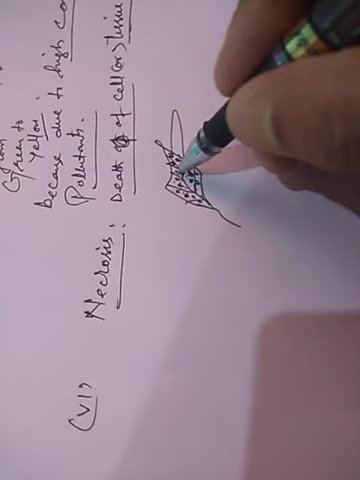 Green to
yellow.
because due to high co
Pollutants.
(VI) Necrosis: Death of cell (or) tissue